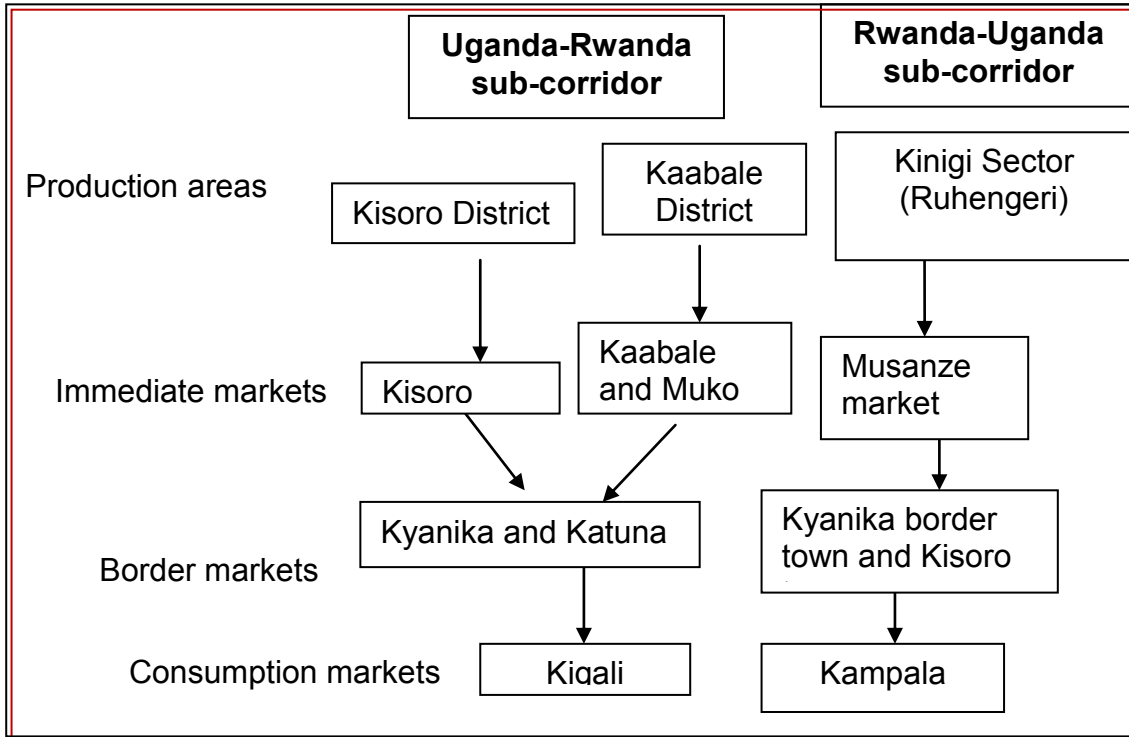 Uganda-Rwanda
sub-corridor
Rwanda-Uganda
sub-corridor
Production areas
Kisoro District
Kaabale
District
Kinigi Sector
(Ruhengeri)
Immediate markets
Kisoro
Kaabale
and Muko
Musanze
market
Border markets
Kyanika and Katuna
Kyanika border
town and Kisoro
Consumption markets
Kigali
Kampala